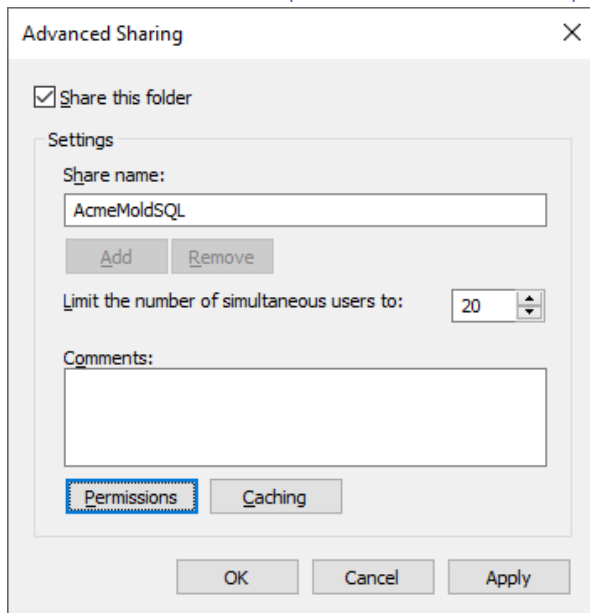 Advanced Sharing
Share this folder
Settings
Share name:
AcmeMoldSQL
Add Remove
Limit the number of simultaneous users to: 20
Comments:
Permissions Caching
OK Cancel Apply